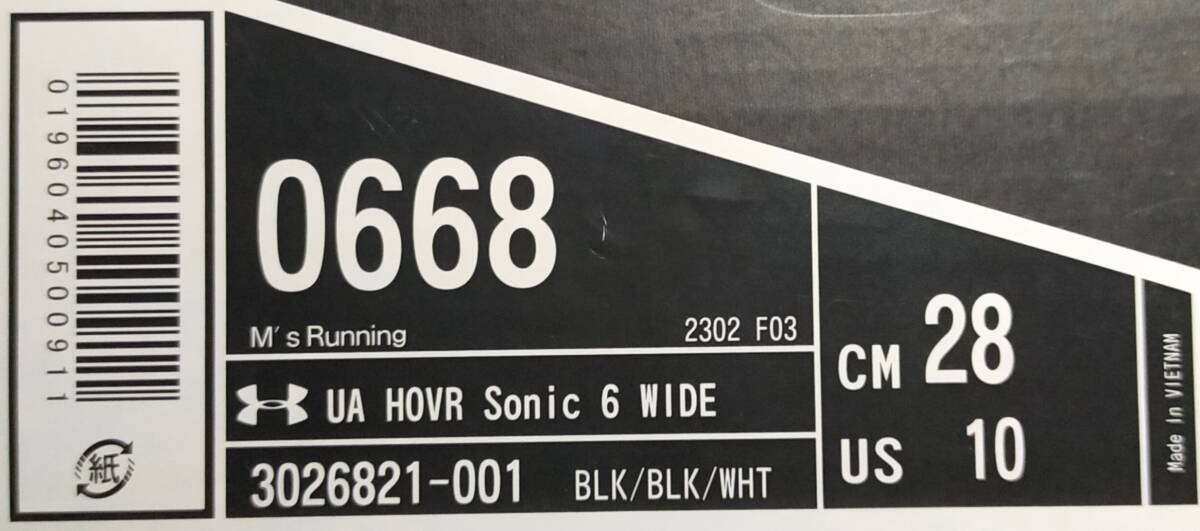 0196040500911
紙
0668
M's Running
2302 F03
UA HOVR Sonic 6 WIDE
3026821-001 BLK/BLK/WHT
CM 28
US 10
Made In VIETNAM